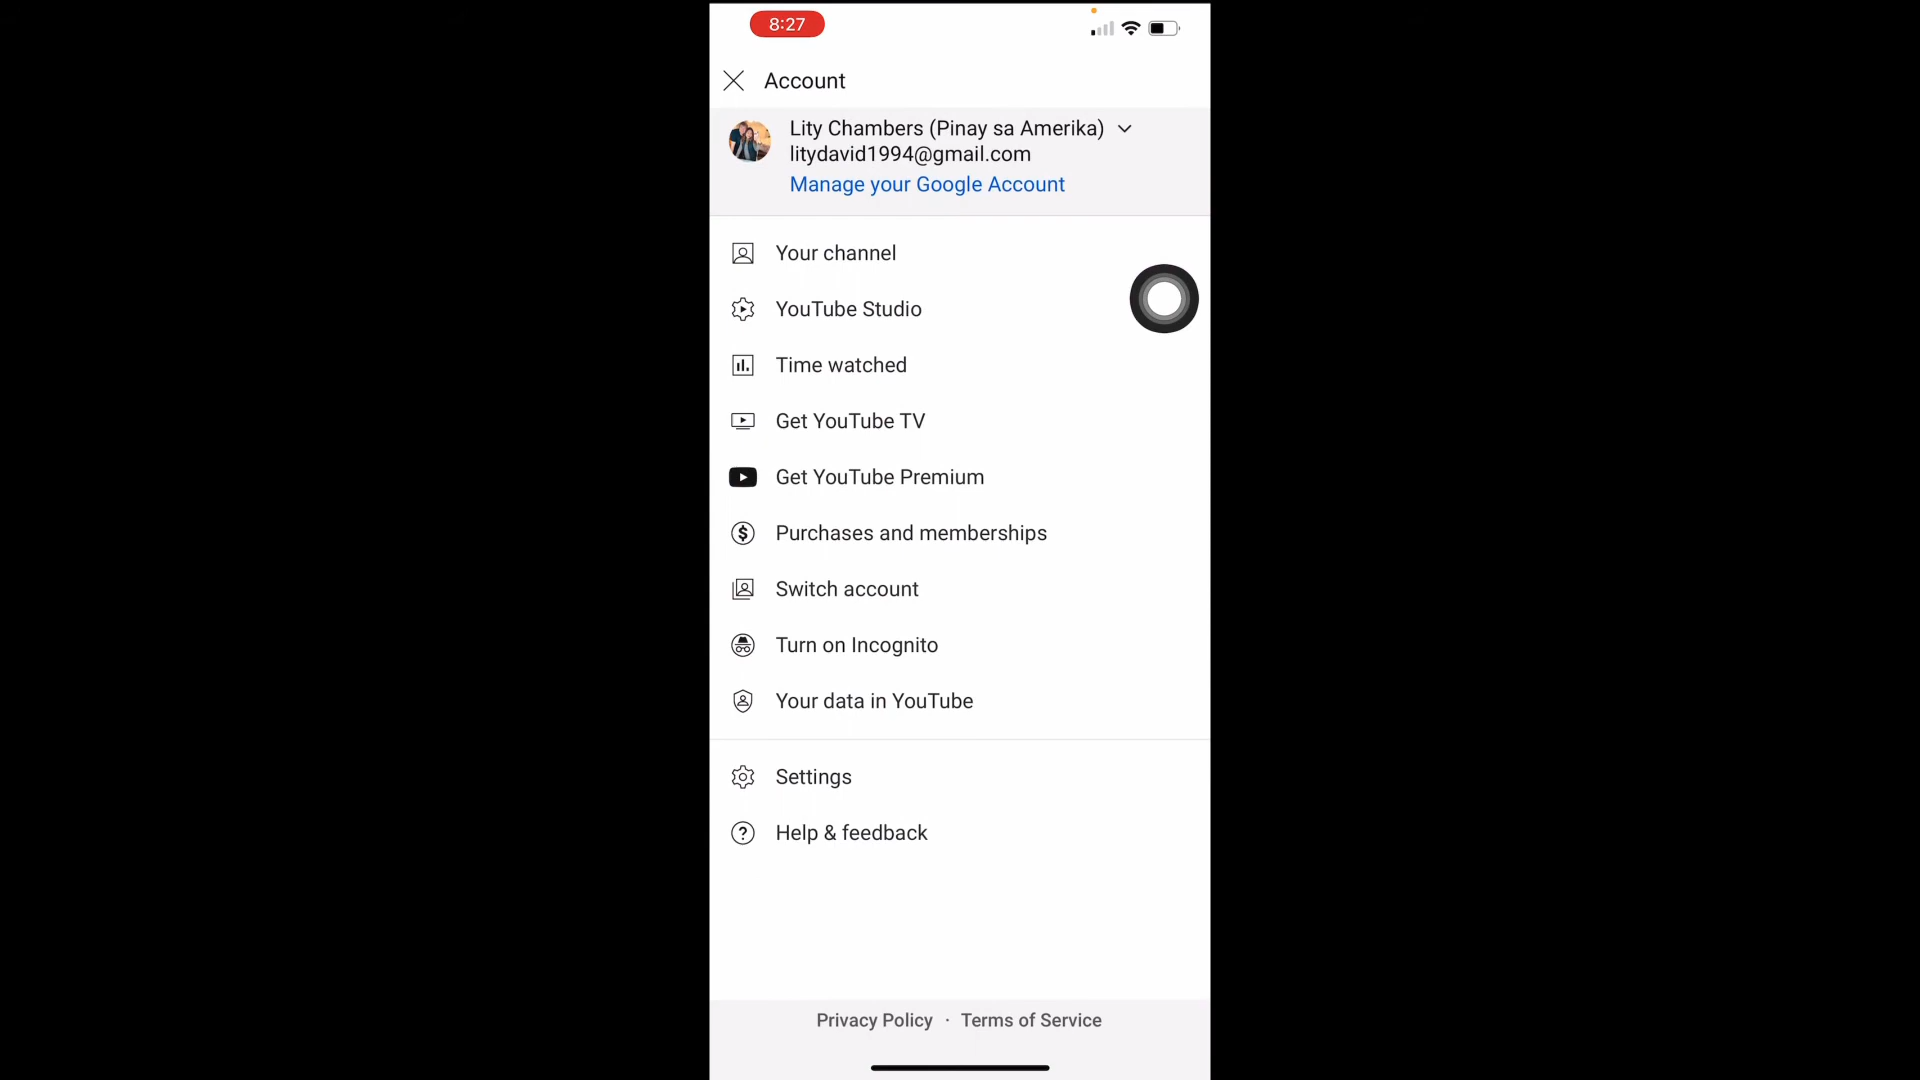 8:27
Account
Lity Chambers (Pinay sa Amerika)
litydavid1994@gmail.com
Manage your Google Account
Your channel
YouTube Studio
Time watched
Get YouTube TV
Get YouTube Premium
Purchases and memberships
Switch account
Turn on Incognito
Your data in YouTube
Settings
Help & feedback
Privacy Policy · Terms of Service